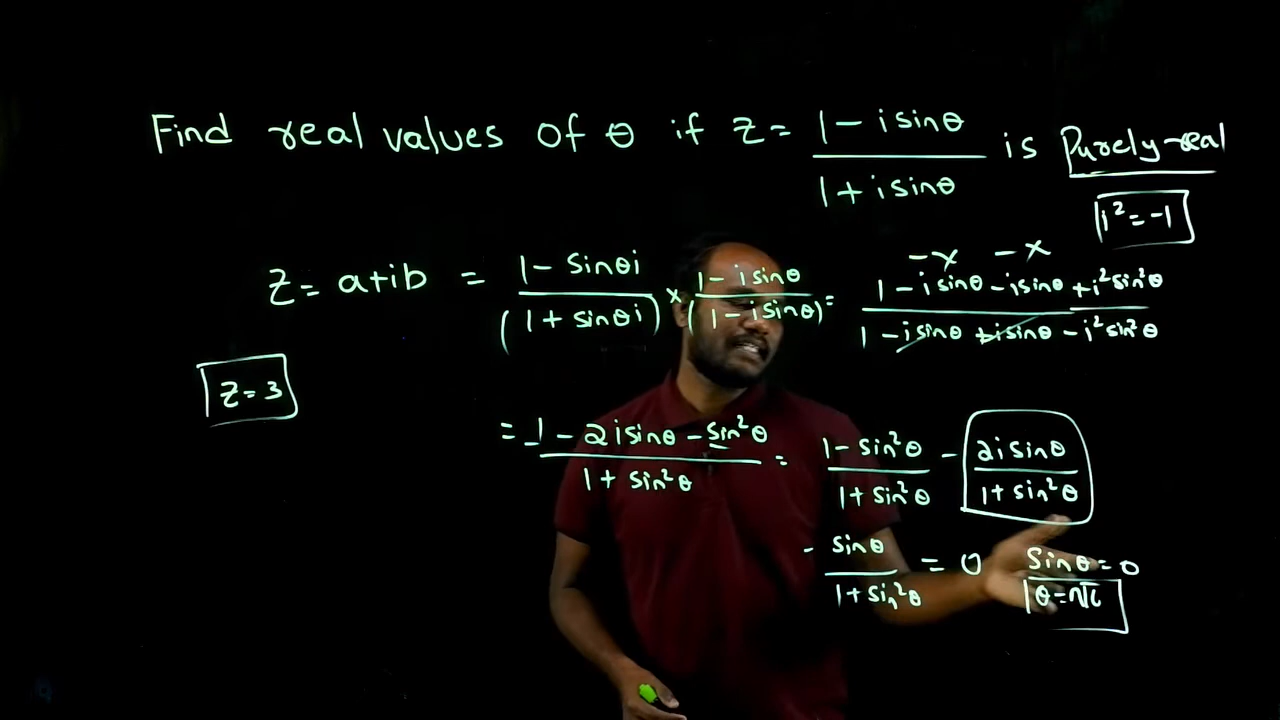 Find real values of θ if z = (1 - i sinθ)/(1 + i sinθ) is Purely-real
i² = -1
z = a+ib = (1 - sinθi)/(1 + sinθi) × (1 - i sinθ)/(1 - i sinθ) = (1 - i sinθ - i sinθ + i² sin²θ)/(1 - i sinθ + i sinθ - i² sin²θ)
z = 3
= (1 - 2i sinθ - sin²θ)/(1 + sin²θ) = (1 - sin²θ)/(1 + sin²θ) - (2i sinθ)/(1 + sin²θ)
- sinθ/(1 + sin²θ) = 0 sinθ = 0
θ = nπ